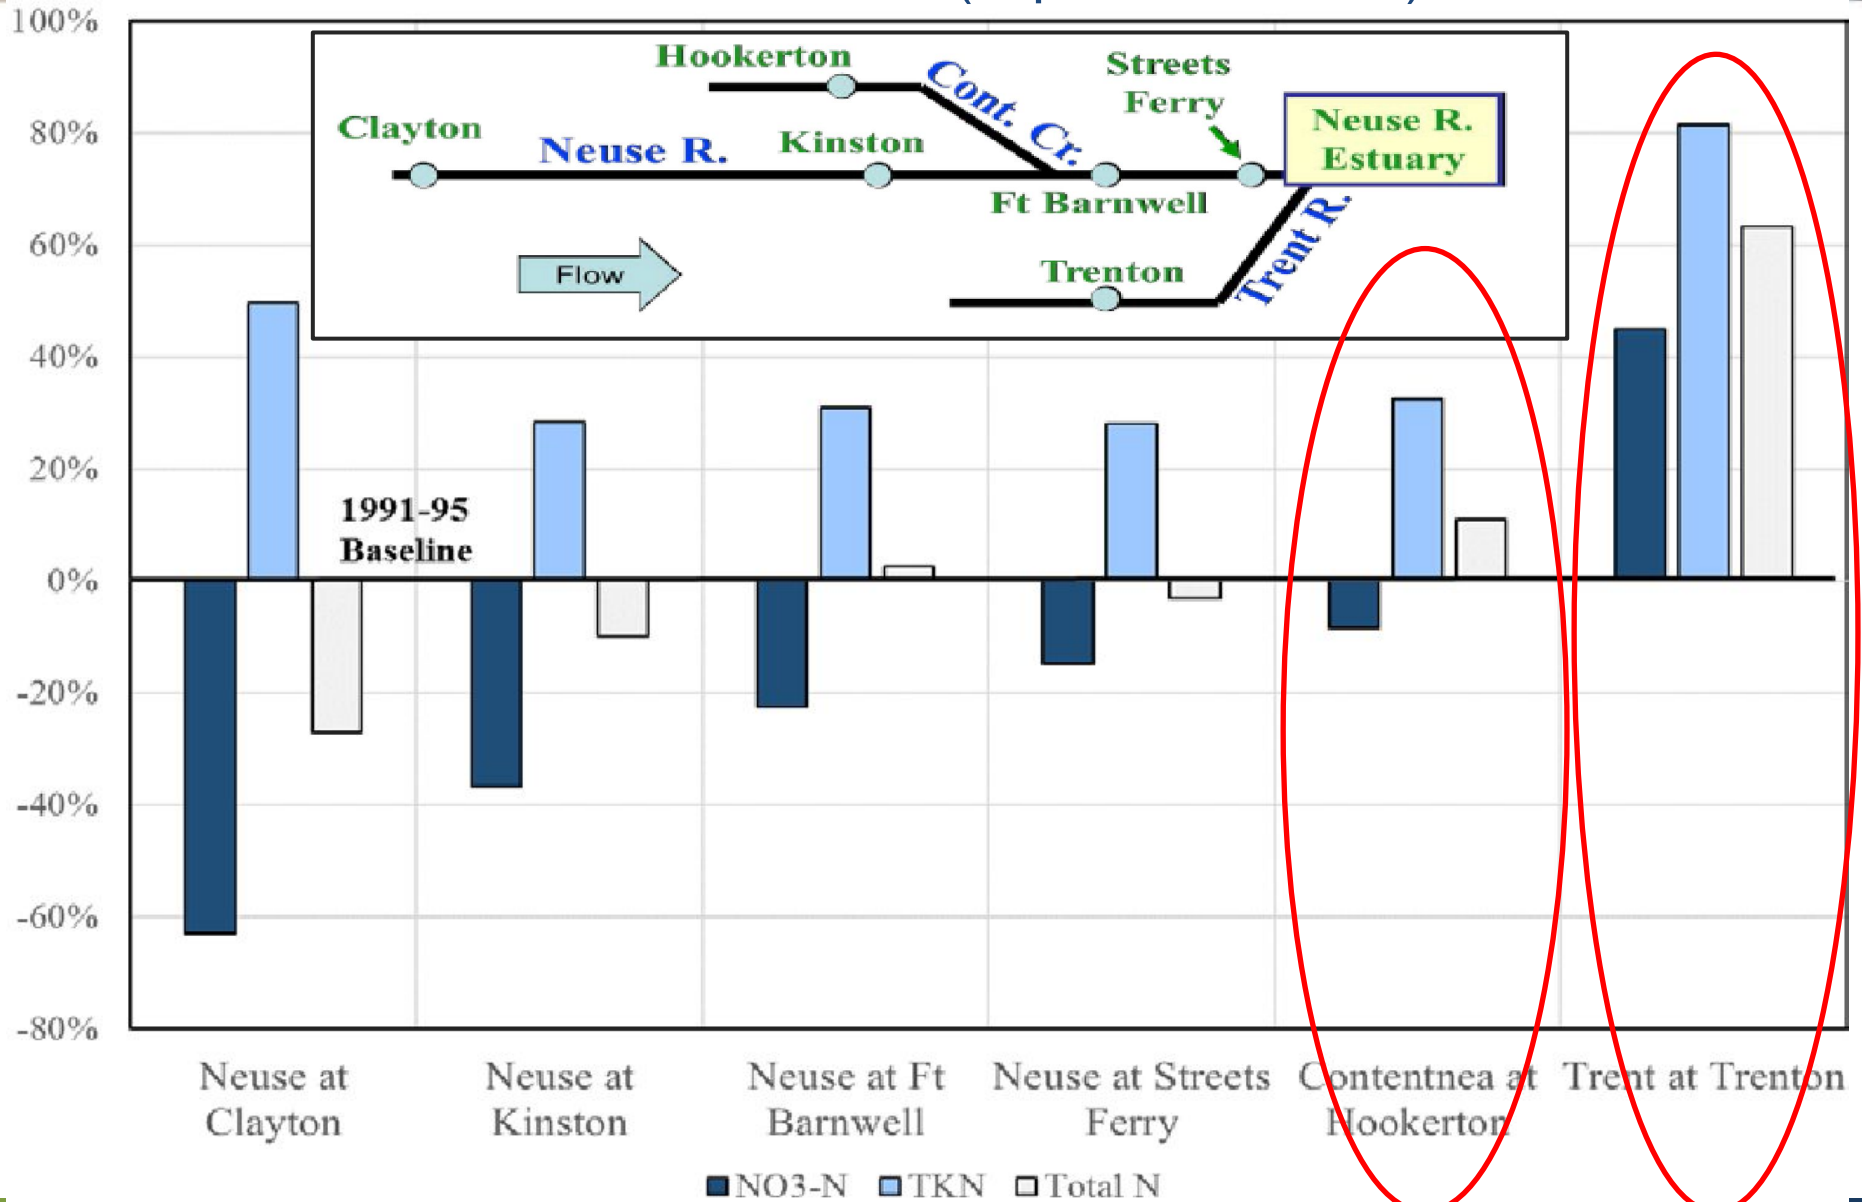 100%
80%
60%
40%
20%
0%
-20%
-40%
-60%
-80%
Hookerton
Cont. Cr.
Streets
Ferry
Clayton
Neuse R.
Kinston
Neuse R.
Estuary
Ft Barnwell
Trent R.
Trenton
Flow
1991-95
Baseline
Neuse at
Clayton
Neuse at
Kinston
Neuse at Ft
Barnwell
Neuse at Streets
Ferry
Contentnea at
Hookerton
Trent at Trenton
NO3-N TKN Total N